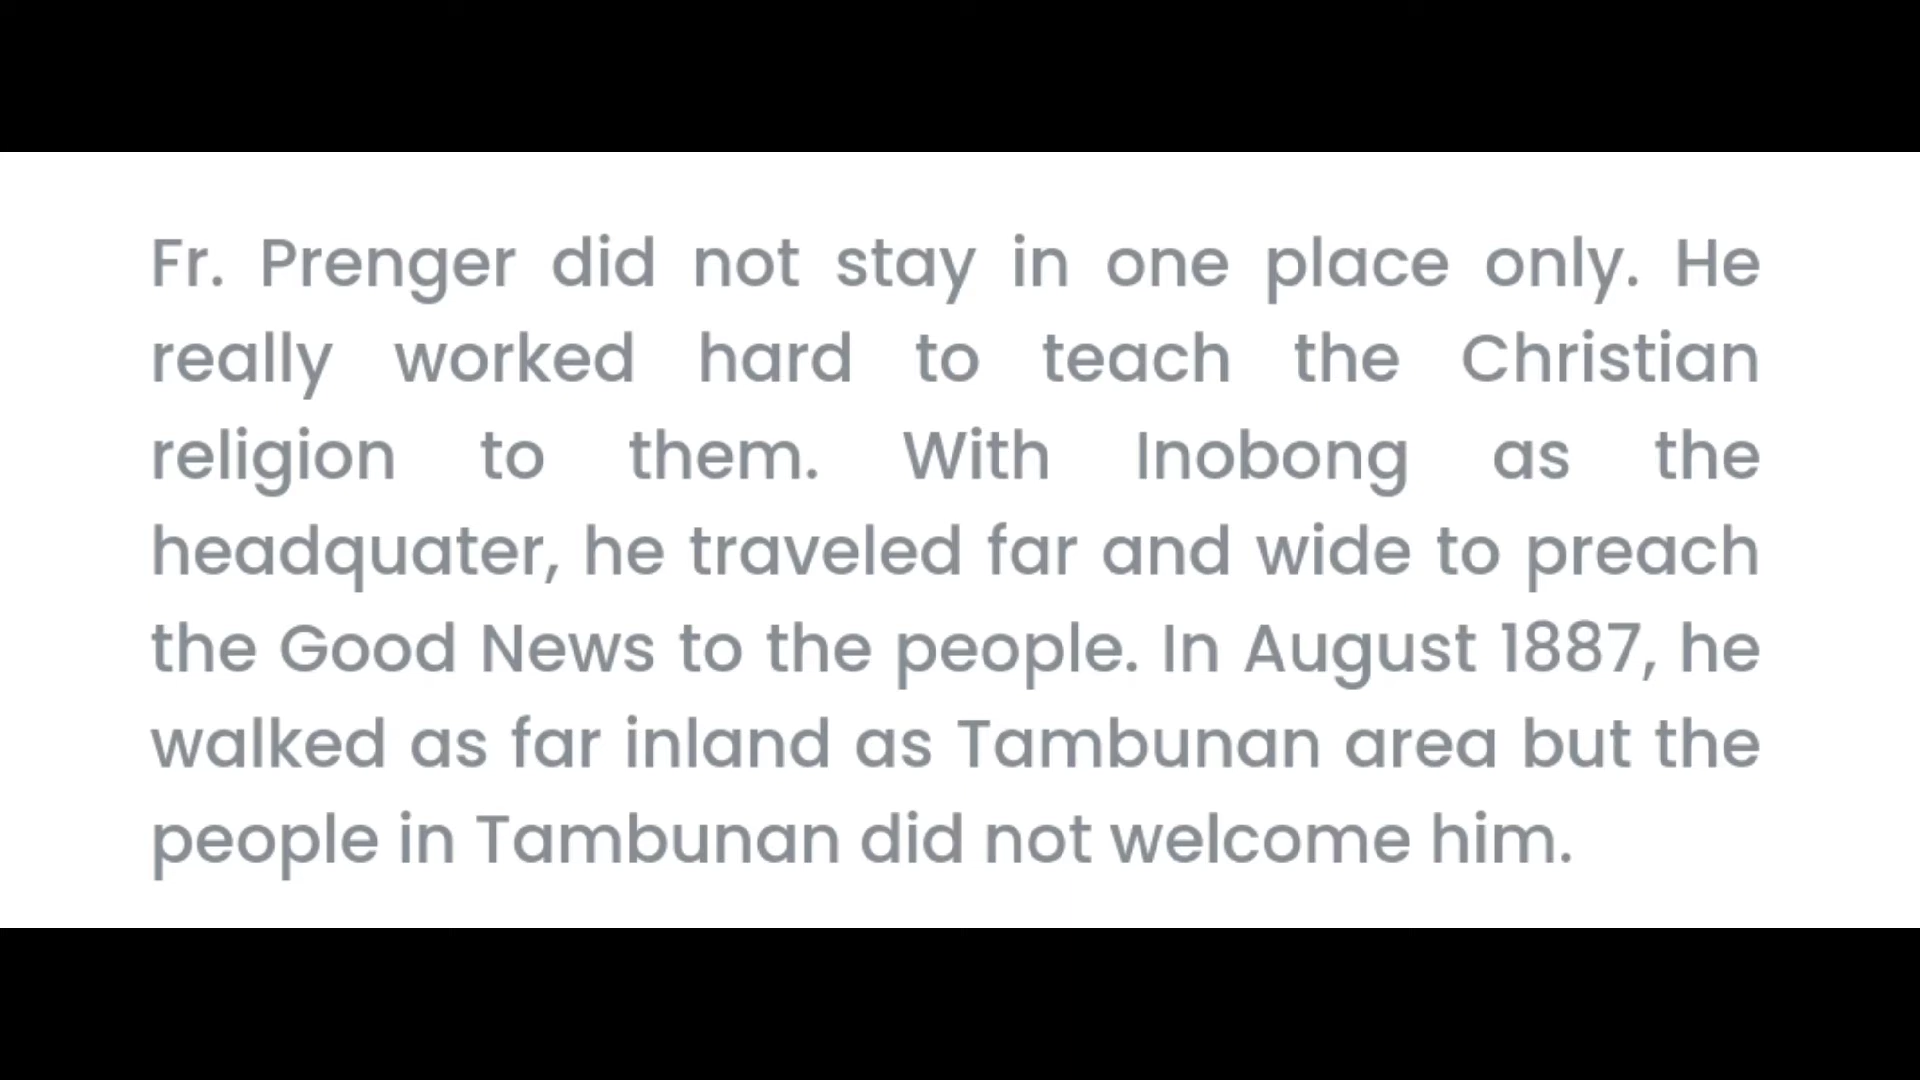 Fr. Prenger did not stay in one place only. He
really worked hard to teach the Christian
religion to them. With Inobong as the
headquater, he traveled far and wide to preach
the Good News to the people. In August 1887, he
walked as far inland as Tambunan area but the
people in Tambunan did not welcome him.